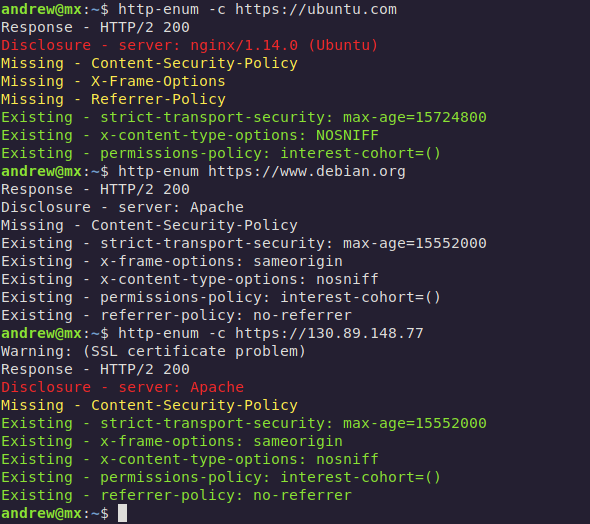 andrew@mx:~$ http-enum -c https://ubuntu.com
Response - HTTP/2 200
Disclosure - server: nginx/1.14.0 (Ubuntu)
Missing - Content-Security-Policy
Missing - X-Frame-Options
Missing - Referrer-Policy
Existing - strict-transport-security: max-age=15724800
Existing - x-content-type-options: NOSNIFF
Existing - permissions-policy: interest-cohort=()
andrew@mx:~$ http-enum https://www.debian.org
Response - HTTP/2 200
Disclosure - server: Apache
Missing - Content-Security-Policy
Existing - strict-transport-security: max-age=15552000
Existing - x-frame-options: sameorigin
Existing - x-content-type-options: nosniff
Existing - permissions-policy: interest-cohort=()
Existing - referrer-policy: no-referrer
andrew@mx:~$ http-enum -c https://130.89.148.77
Warning: (SSL certificate problem)
Response - HTTP/2 200
Disclosure - server: Apache
Missing - Content-Security-Policy
Existing - strict-transport-security: max-age=15552000
Existing - x-frame-options: sameorigin
Existing - x-content-type-options: nosniff
Existing - permissions-policy: interest-cohort=()
Existing - referrer-policy: no-referrer
andrew@mx:~$